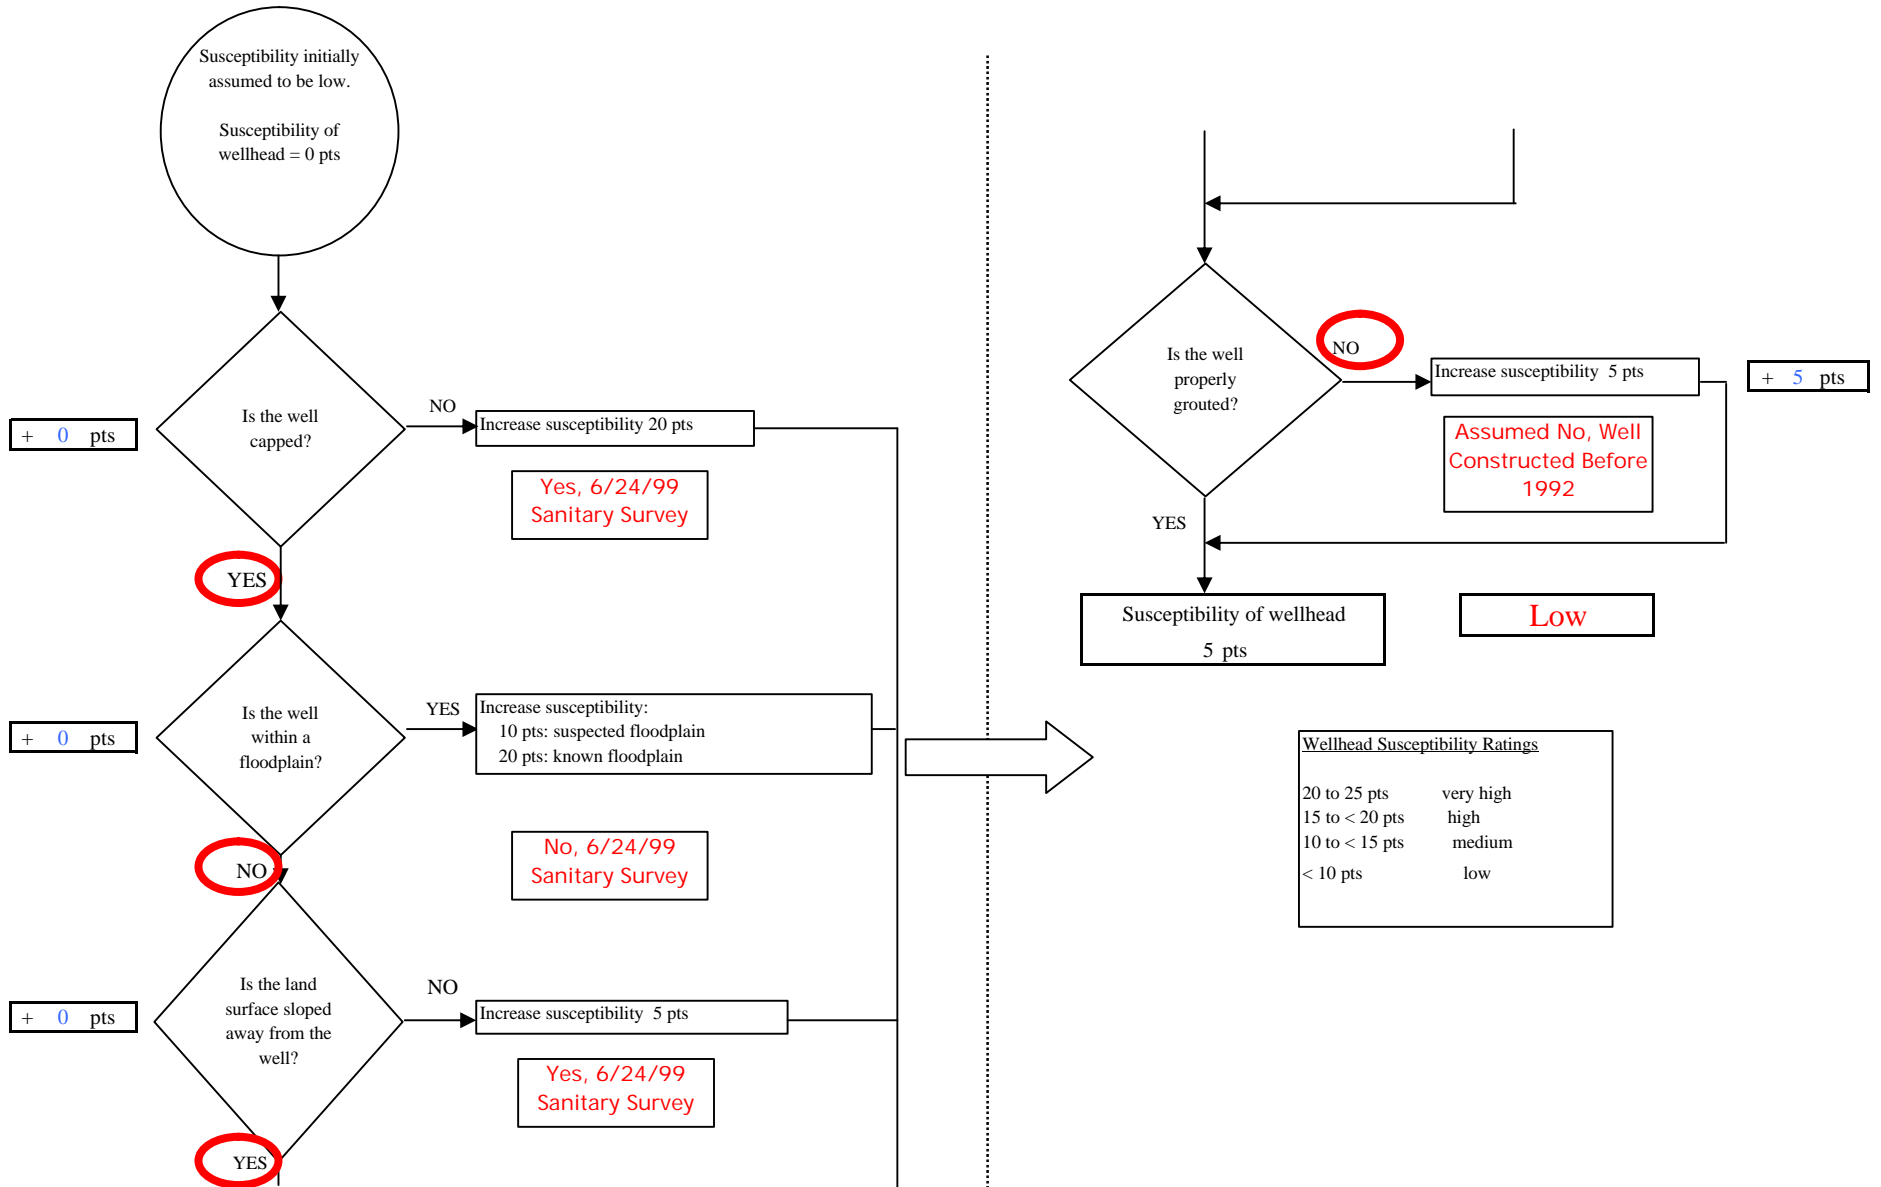 Susceptibility initially
assumed to be low.
Susceptibility of
wellhead = 0 pts
Is the well
capped?
+ 0 pts
NO
Increase susceptibility 20 pts
Yes, 6/24/99
Sanitary Survey
YES
Is the well
within a
floodplain?
+ 0 pts
YES
Increase susceptibility:
10 pts: suspected floodplain
20 pts: known floodplain
No, 6/24/99
Sanitary Survey
NO
Is the land
surface sloped
away from the
well?
+ 0 pts
NO
Increase susceptibility 5 pts
Yes, 6/24/99
Sanitary Survey
YES
Is the well
properly
grouted?
NO
Increase susceptibility 5 pts
+ 5 pts
Assumed No, Well
Constructed Before
1992
YES
Susceptibility of wellhead
5 pts
Low
Wellhead Susceptibility Ratings
20 to 25 pts very high
15 to < 20 pts high
10 to < 15 pts medium
< 10 pts low